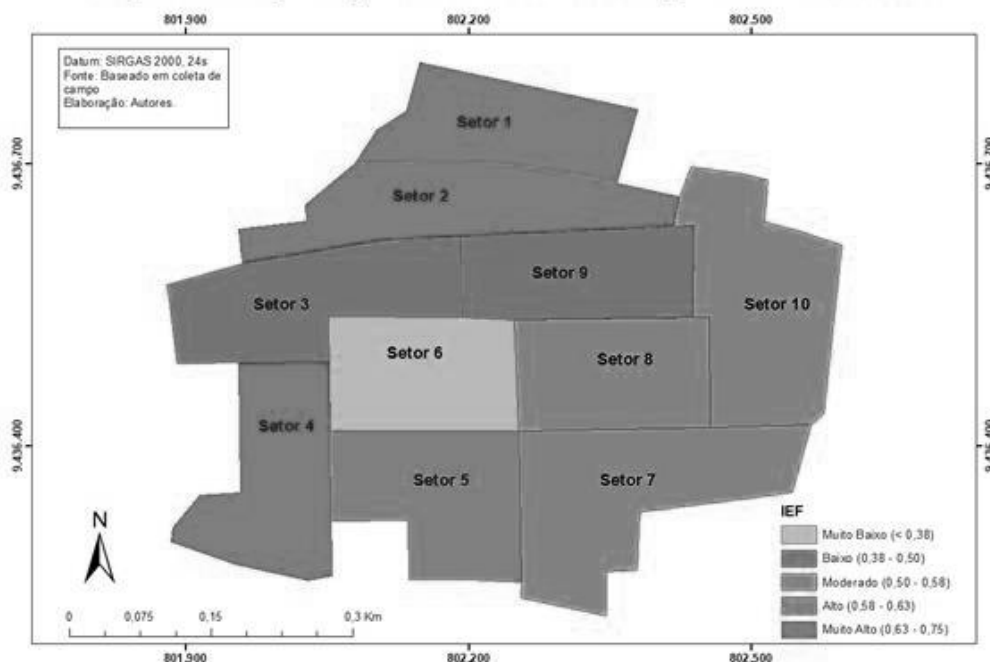 801.900 802.200 802.500
Datum: SIRGAS 2000, 24s
Fonte: Baseado em coleta de
campo
Elaboração: Autores.
Setor 1
9.436.700 9.436.700
Setor 2
Setor 9
Setor 3 Setor 10
Setor 6 Setor 8
Setor 4
9.436.400 9.436.400
Setor 5 Setor 7
IEF
Muito Baixo (< 0,38)
Baixo (0,38 - 0,50)
Moderado (0,50 - 0,58)
Alto (0,58 - 0,63)
Muito Alto (0,63 - 0,75)
N
0 0,075 0,15 0,3 Km
801.900 802.200 802.500